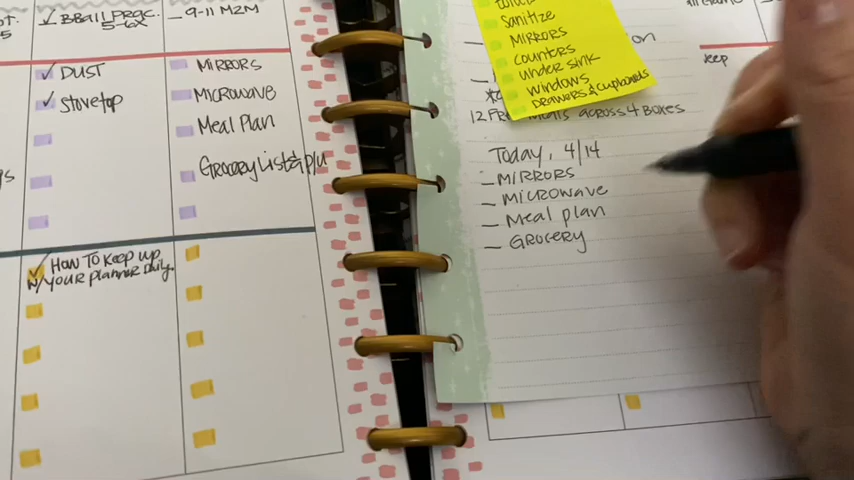 BBall Prac.
5-6x
_ 9-11 M2M
✓ DUST
✓ Stovetop
MIRRORS
MICROWAVE
Meal Plan
Grocery List & p/u
✓ How To Keep up
w/ your planner daily.
Sanitize
MIRRORS
COUNTERS
under sink
WINDOWS
DRAWERS & CUPBOARDS
on
keep
across 4 Boxes
Today, 4/14
_ MIRRORS
_ MICROWAVE
_ Meal plan
_ GROCERY